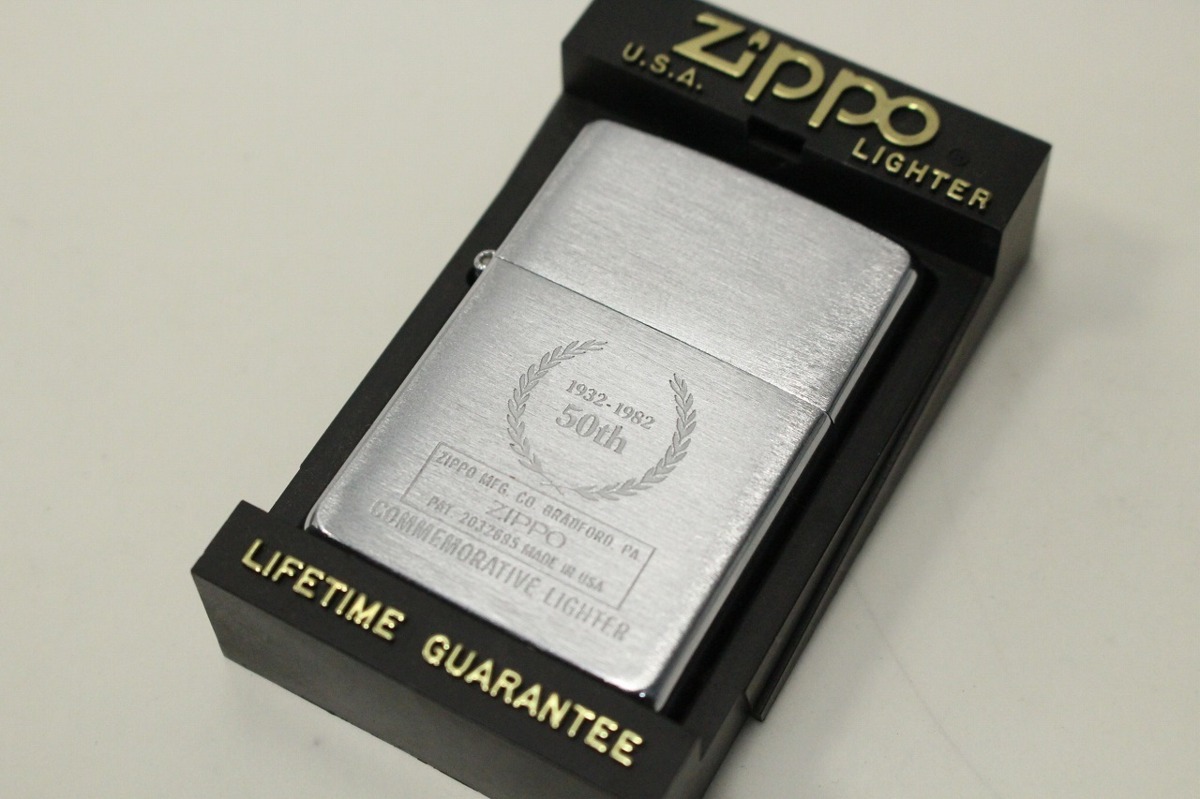 Zippo®
U.S.A.
LIGHTER
1932-1982
50th
ZIPPO MFG. CO. BRADFORD. PA.
ZIPPO
PAT. 2032695 MADE IN USA
COMMEMORATIVE LIGHTER
LIFETIME GUARANTEE